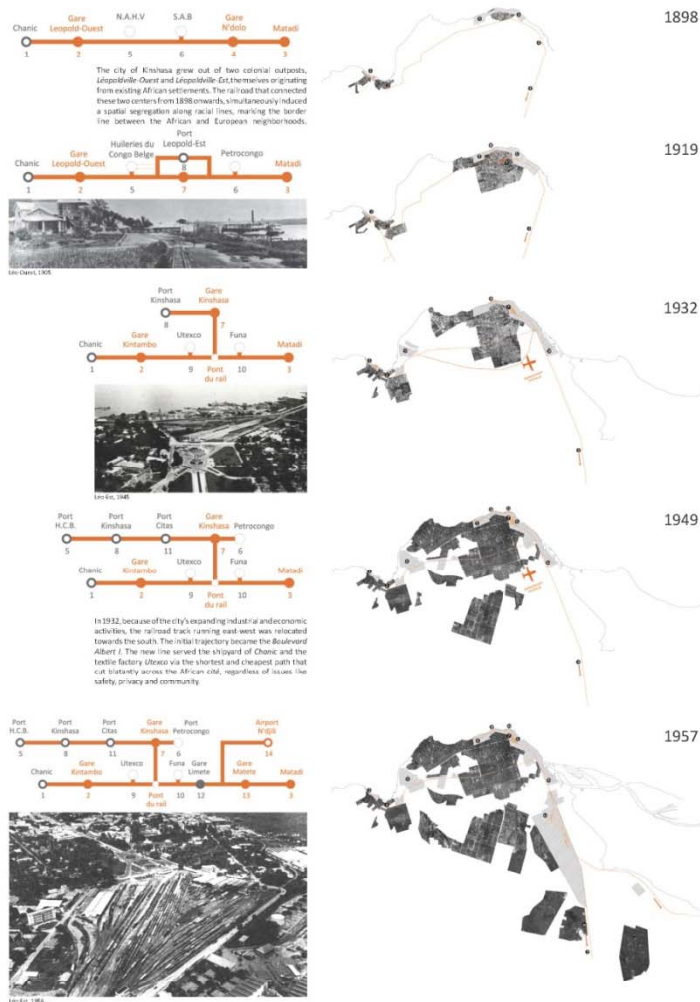 1898
N.A.H.V
S.A.B
Gare
Gare
Chanic
Leopold-Ouest
N'dolo
Matadi
1
2
5
6
4
3
The city of Kinshasa grew out of two colonial outposts,
Léopoldville-Ouest and Léopoldville-Est, themselves originating
from existing African settlements. The railroad that connected
these two centers from 1898 onwards, simultaneously induced
a spatial segregation along racial lines, marking the border
line between the African and European neighborhoods.
1919
Port
Leopold-Est
Huileries du
Congo Belge
Gare
Leopold-Ouest
Petrocongo
Chanic
Matadi
8
1
2
5
7
6
3
Léo Ouest, 1905
1932
Port
Kinshasa
Gare
Kinshasa
8
7
Chanic
Gare
Kintambo
Utexco
Funa
Matadi
1
2
9
Pont
du rail
10
3
Léo Est, 1945
1949
Port
H.C.B.
Port
Kinshasa
Port
Citas
Gare
Kinshasa
Petrocongo
5
8
11
7
6
Chanic
Gare
Kintambo
Utexco
Funa
Matadi
1
2
9
Pont
du rail
10
3
In 1932, because of the city's expanding industrial and economic
activities, the railroad track running east-west was relocated
towards the south. The initial trajectory became the Boulevard
Albert I. The new line served the shipyard of Chanic and the
textile factory Utexco via the shortest and cheapest path that
cut blatantly across the African cité, regardless of issues like
safety, privacy and community.
1957
Port
H.C.B.
Port
Kinshasa
Port
Citas
Gare
Kinshasa
Port
Petrocongo
Airport
N'djili
5
8
11
7
6
14
Chanic
Gare
Kintambo
Utexco
Funa
Gare
Limete
Gare
Matete
Matadi
1
2
9
Pont
du rail
10
12
13
3